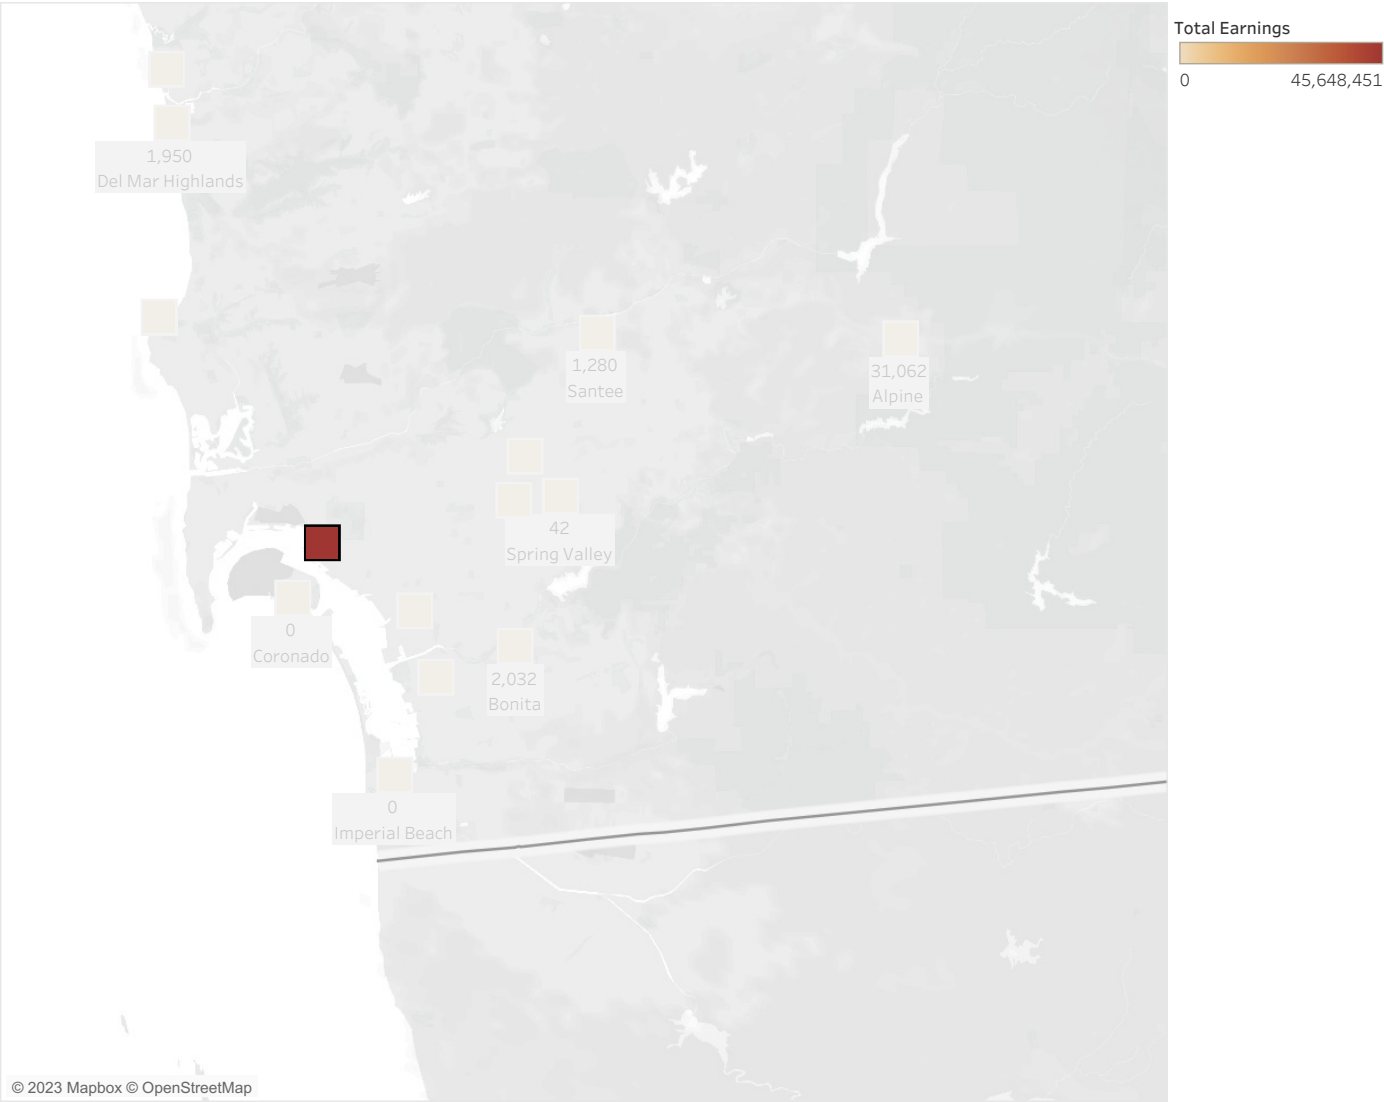 Total Earnings
0 45,648,451
1,950
Del Mar Highlands
1,280
Santee
31,062
Alpine
42
Spring Valley
0
Coronado
2,032
Bonita
0
Imperial Beach
© 2023 Mapbox © OpenStreetMap